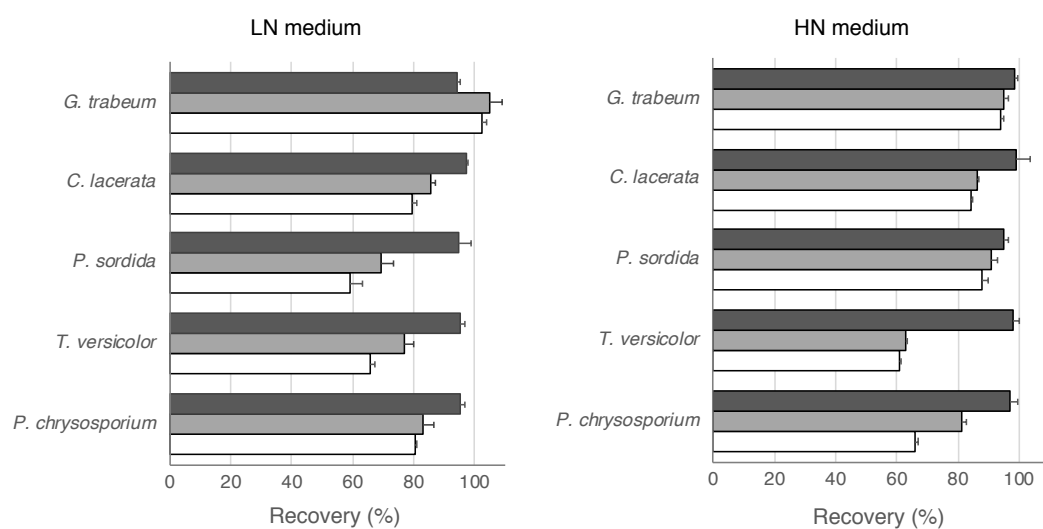 LN medium
G. trabeum
C. lacerata
P. sordida
T. versicolor
P. chrysosporium
0 20 40 60 80 100
Recovery (%)
HN medium
G. trabeum
C. lacerata
P. sordida
T. versicolor
P. chrysosporium
0 20 40 60 80 100
Recovery (%)